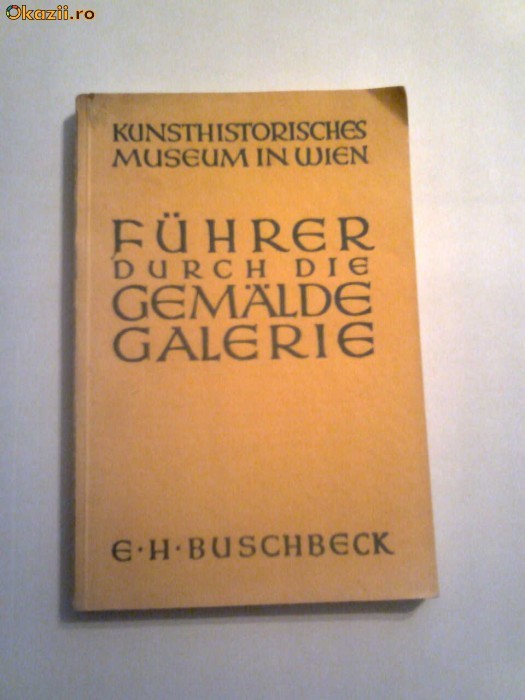 Okazii.ro
KUNSTHISTORISCHES
MUSEUM IN WIEN
FÜHRER
DURCH DIE
GEMÄLDE
GALERIE
E·H·BUSCHBECK